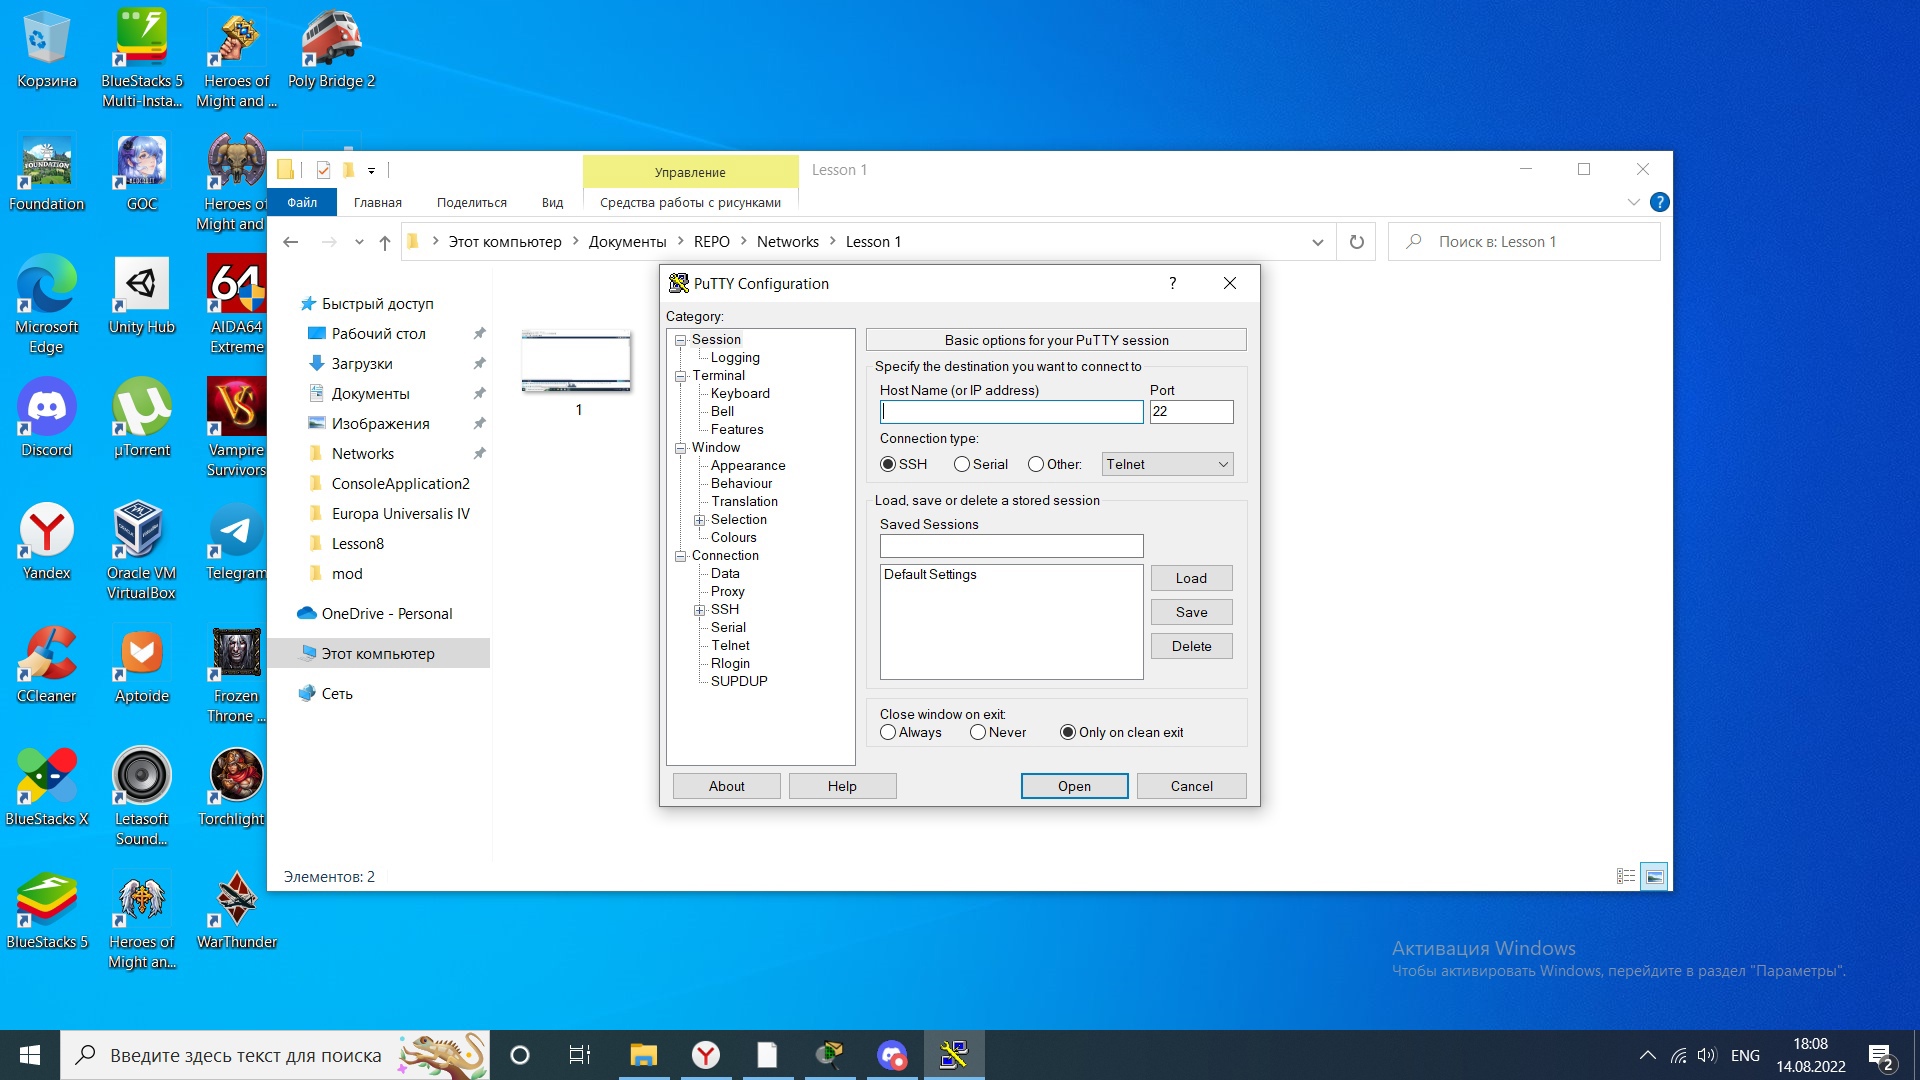 Корзина
BlueStacks 5
Multi-Insta...
Heroes of
Might and ...
Poly Bridge 2
FOUNDATION
Foundation
GOC
Heroes of
Might and
Microsoft
Edge
Unity Hub
64
AIDA64
Extreme
Discord
µTorrent
VS
Vampire
Survivors
Yandex
Oracle VM
VirtualBox
Telegram
CCleaner
Aptoide
Frozen
Throne ...
BlueStacks X
Letasoft
Sound...
Torchlight
BlueStacks 5
Heroes of
Might an...
WarThunder
Управление
Lesson 1
Файл
Главная
Поделиться
Вид
Средства работы с рисунками
Этот компьютер > Документы > REPO > Networks > Lesson 1
Поиск в: Lesson 1
Быстрый доступ
Рабочий стол
Загрузки
Документы
Изображения
Networks
ConsoleApplication2
Europa Universalis IV
Lesson8
mod
OneDrive - Personal
Этот компьютер
Сеть
1
Элементов: 2
PuTTY Configuration
?
Category:
Session
Logging
Terminal
Keyboard
Bell
Features
Window
Appearance
Behaviour
Translation
Selection
Colours
Connection
Data
Proxy
SSH
Serial
Telnet
Rlogin
SUPDUP
Basic options for your PuTTY session
Specify the destination you want to connect to
Host Name (or IP address)
Port
22
Connection type:
SSH
Serial
Other:
Telnet
Load, save or delete a stored session
Saved Sessions
Default Settings
Load
Save
Delete
Close window on exit:
Always
Never
Only on clean exit
About
Help
Open
Cancel
Активация Windows
Чтобы активировать Windows, перейдите в раздел "Параметры".
Введите здесь текст для поиска
ENG
18:08
14.08.2022
2